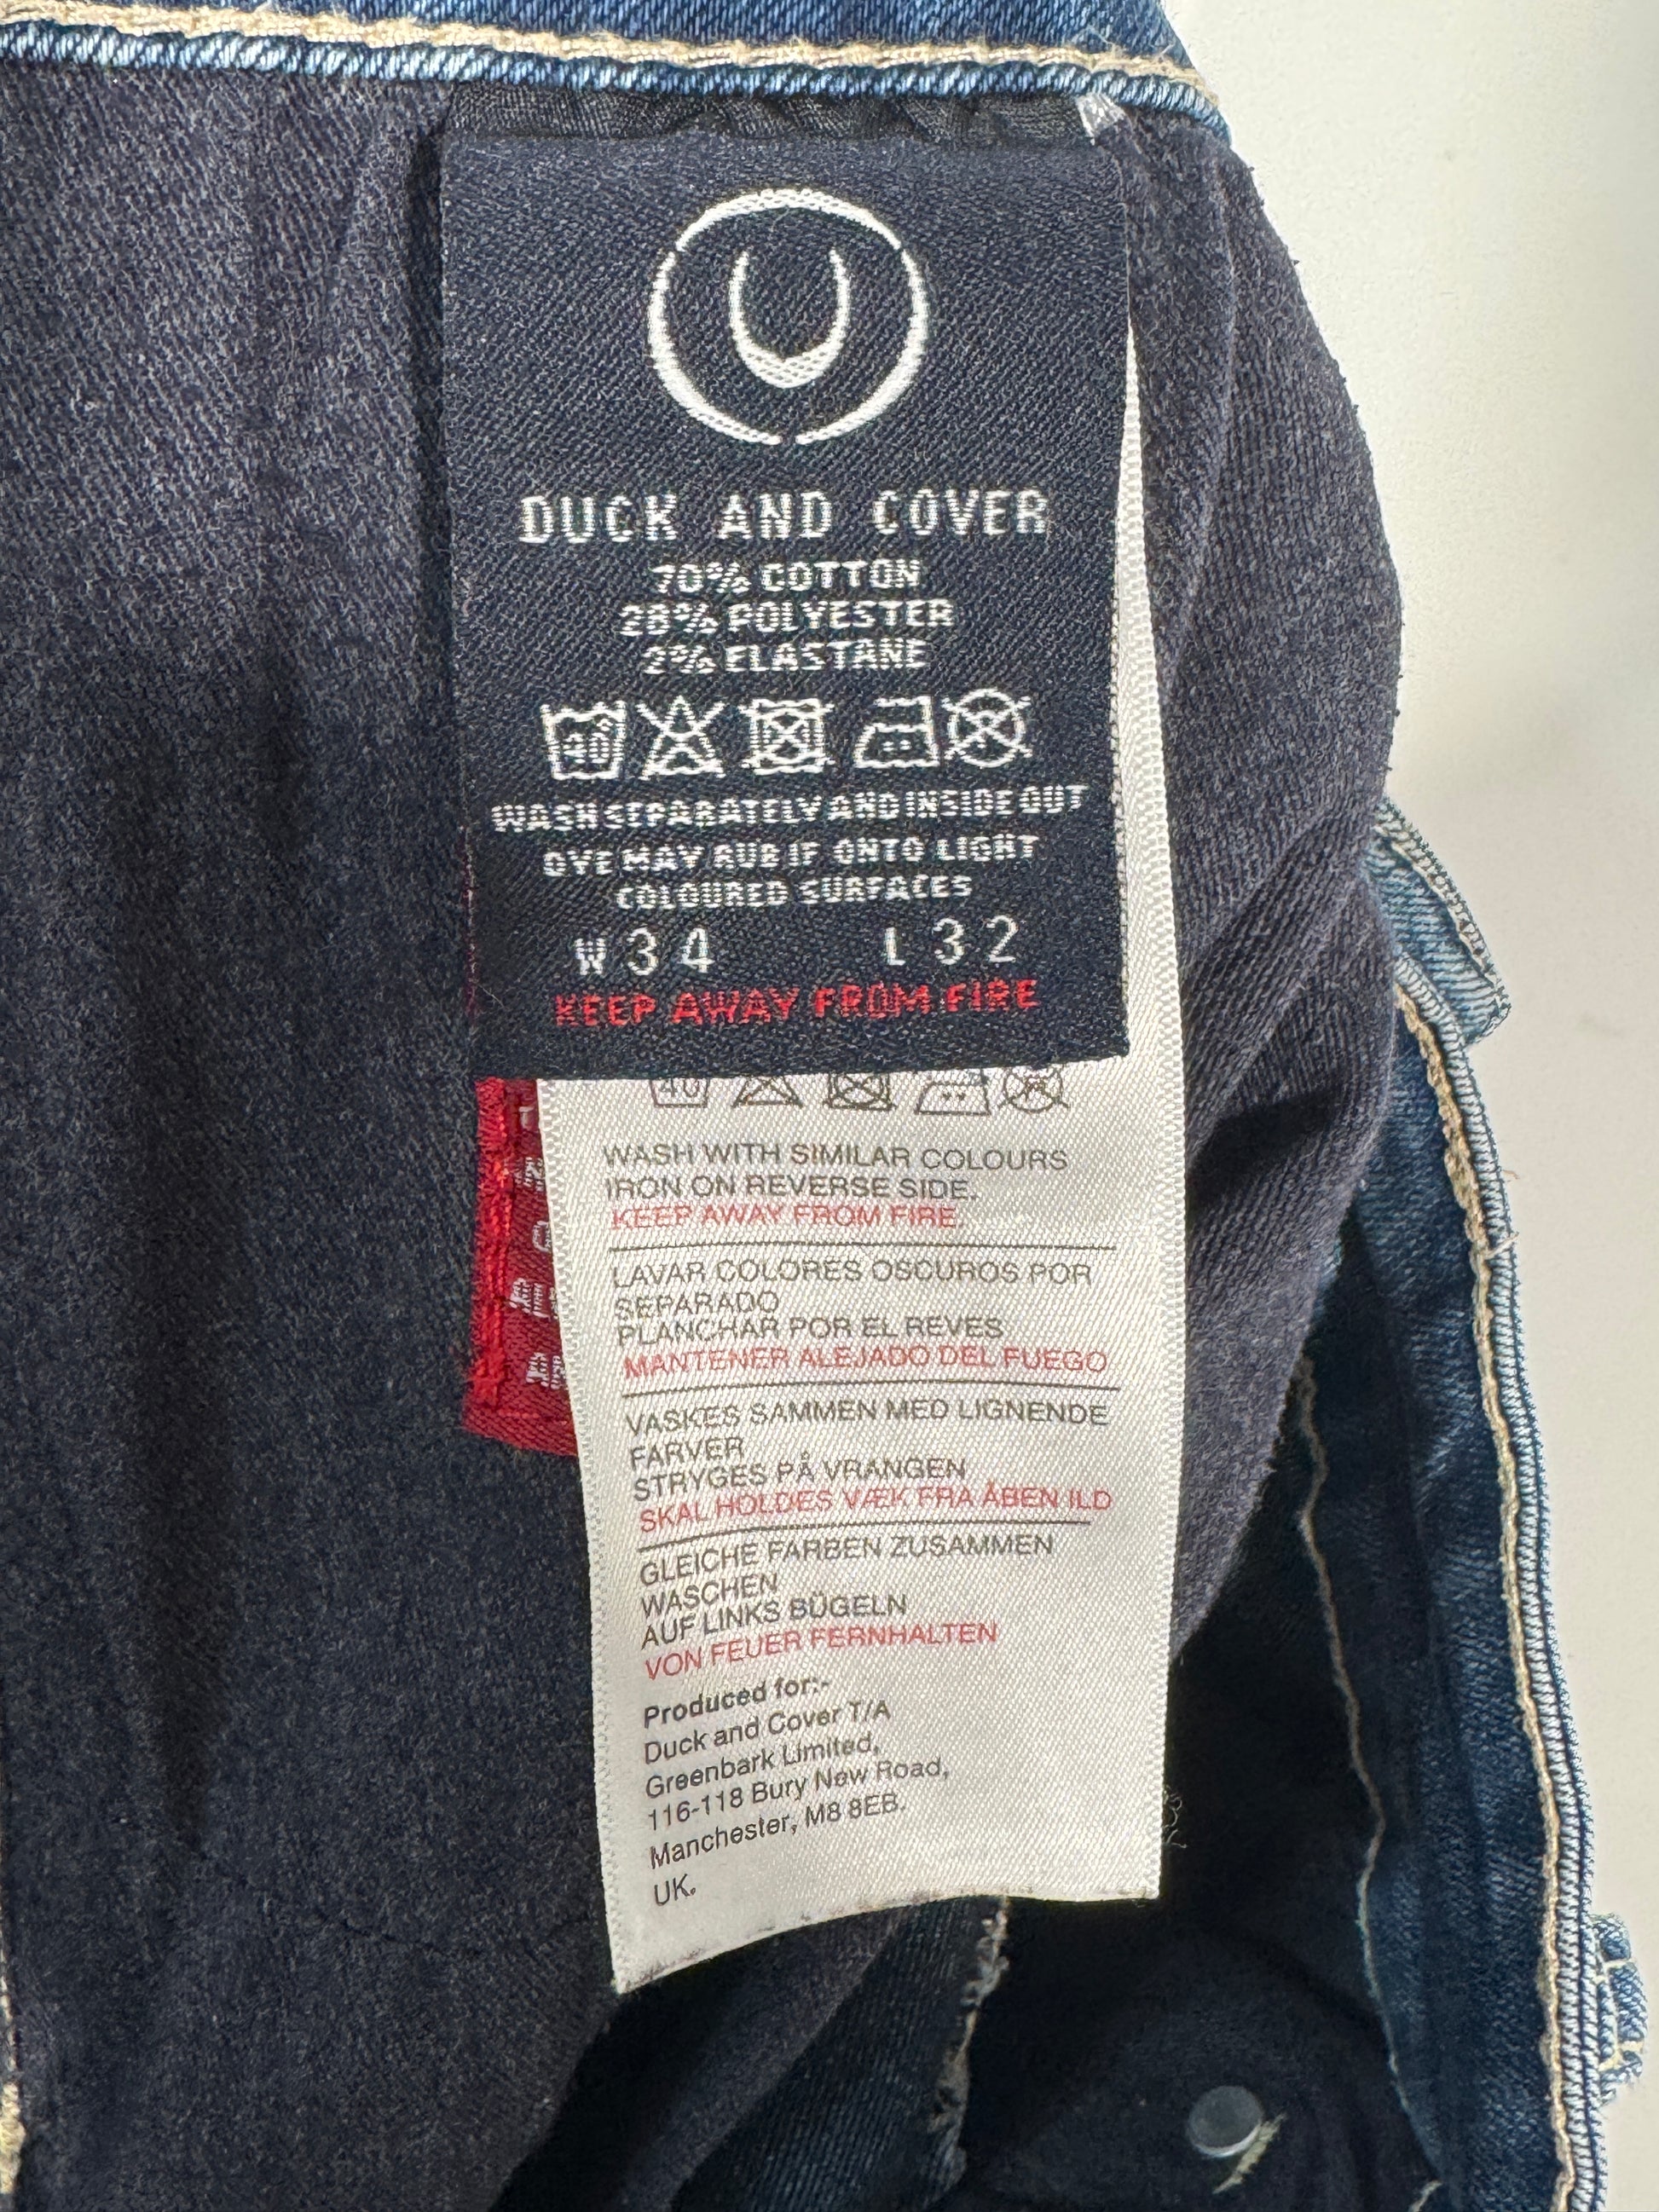 DUCK AND COVER
70% COTTON
28% POLYESTER
2% ELASTANE
40
WASH SEPARATELY AND INSIDE OUT
DYE MAY RUB IF ONTO LIGHT
COLOURED SURFACES
W34 L32
KEEP AWAY FROM FIRE
40
WASH WITH SIMILAR COLOURS
IRON ON REVERSE SIDE.
KEEP AWAY FROM FIRE.
LAVAR COLORES OSCUROS POR
SEPARADO
PLANCHAR POR EL REVES
MANTENER ALEJADO DEL FUEGO
VASKES SAMMEN MED LIGNENDE
FARVER
STRYGES PÅ VRANGEN
SKAL HOLDES VÆK FRA ÅBEN ILD
GLEICHE FARBEN ZUSAMMEN
WASCHEN
AUF LINKS BÜGELN
VON FEUER FERNHALTEN
Produced for:-
Duck and Cover T/A
Greenbark Limited,
116-118 Bury New Road,
Manchester, M8 8EB.
UK.